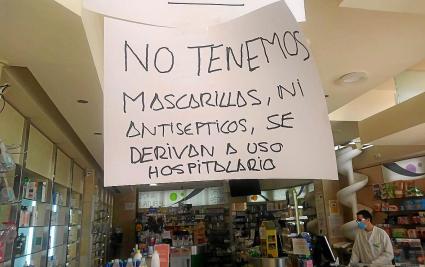 NO TENEMOS
MASCARILLAS, NI
ANTISEPTICOS, SE
DERIVAN A USO
HOSPITALARIO